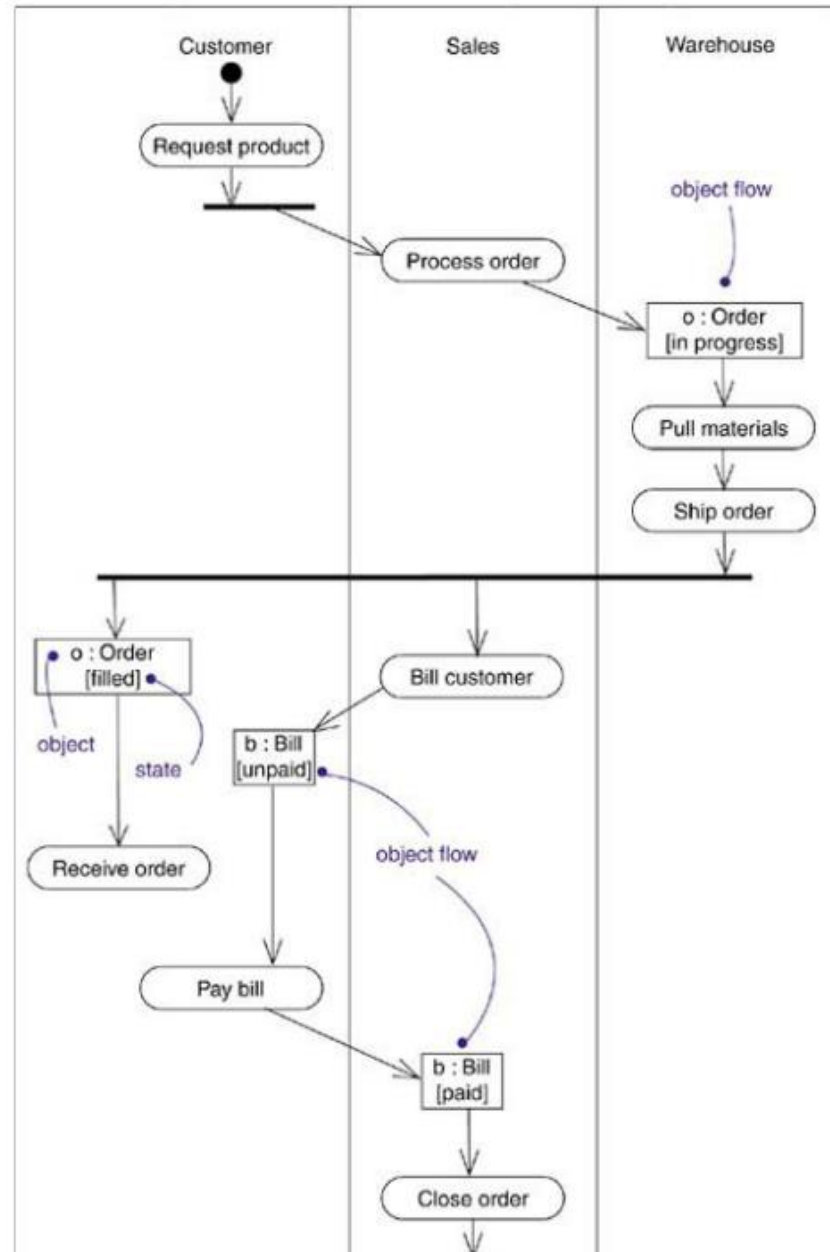 Customer
Sales
Warehouse
Request product
object flow
Process order
o : Order
[in progress]
Pull materials
Ship order
o : Order
[filled]
Bill customer
object
state
b : Bill
[unpaid]
object flow
Receive order
Pay bill
b : Bill
[paid]
Close order